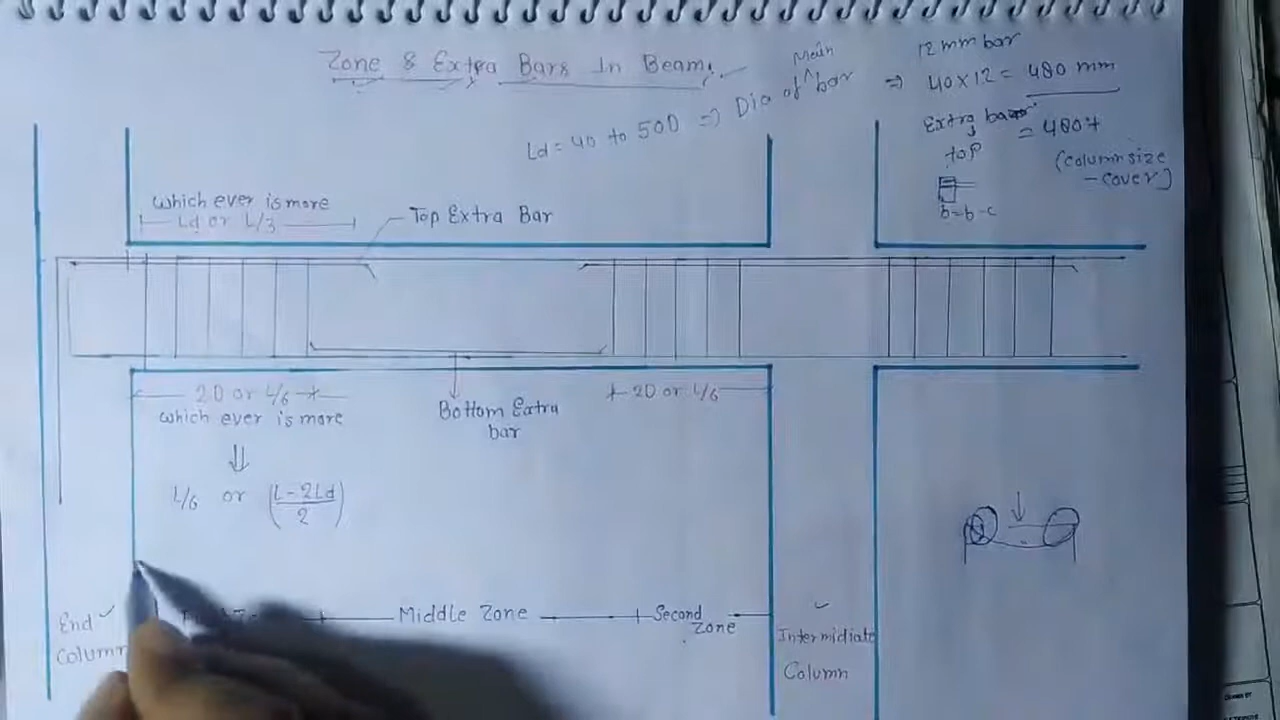 Zone & Extra Bars In Beam.
Ld = 40 to 50D ⇒ Dia of Main bar
⇒ 12 mm bar
40×12 = 480 mm
Extra bar = 480+
top
(column size
- cover]
b=b-c
which ever is more
Ld or L/3
Top Extra Bar
2D or L/6
which ever is more
Bottom Extra
bar
2D or L/6
⇓
L/6 or (L-2Ld/2)
End
Column
Middle Zone
Second
Zone
Intermidiate
Column